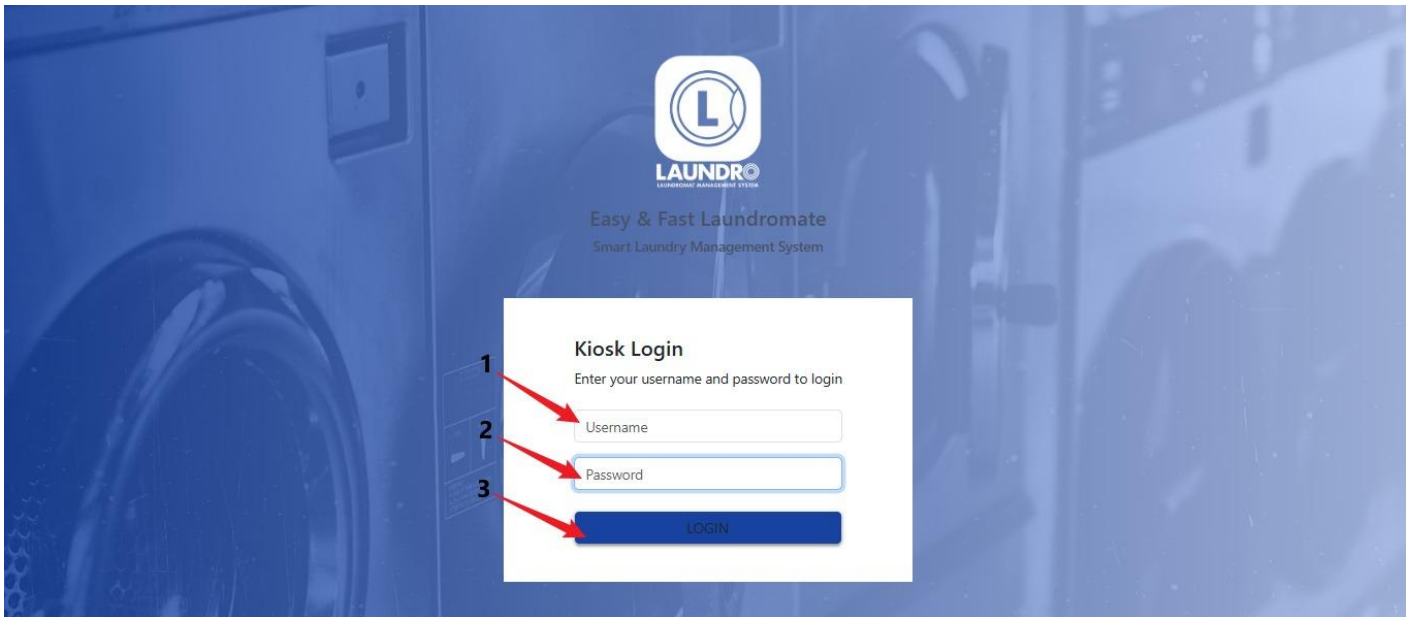 L
LAUNDRO
LAUNDROMAT MANAGEMENT SYSTEM
Easy & Fast Laundromate
Smart Laundry Management System
Kiosk Login
Enter your username and password to login
1
Username
2
Password
3
LOGIN